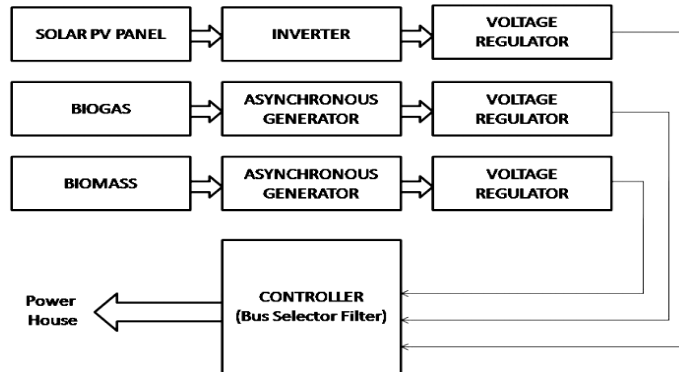 SOLAR PV PANEL
INVERTER
VOLTAGE
REGULATOR
BIOGAS
ASYNCHRONOUS
GENERATOR
VOLTAGE
REGULATOR
BIOMASS
ASYNCHRONOUS
GENERATOR
VOLTAGE
REGULATOR
Power
House
CONTROLLER
(Bus Selector Filter)